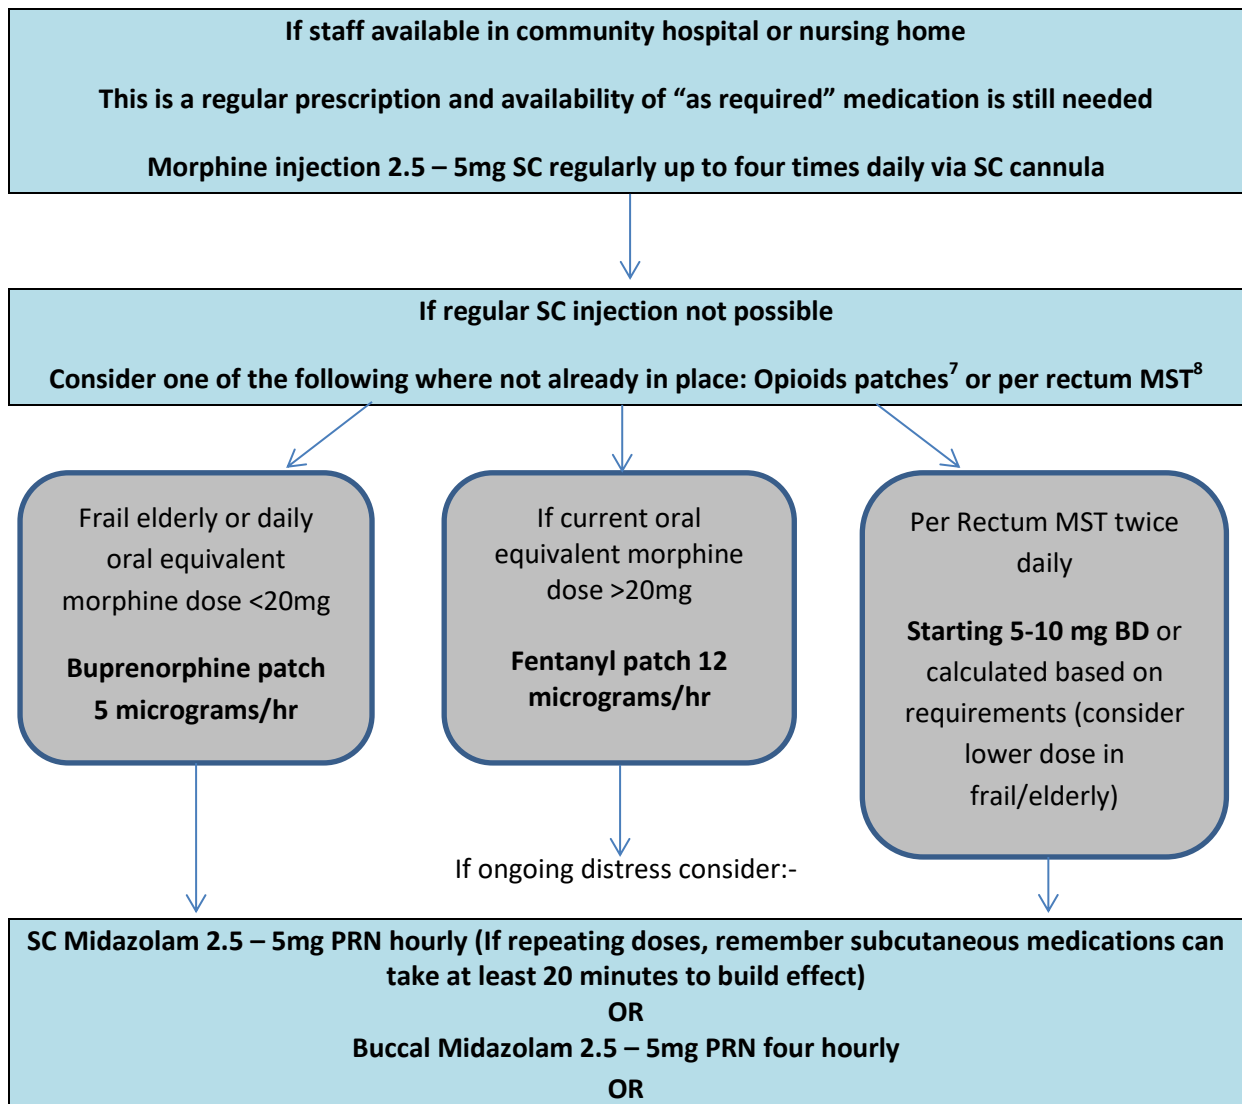 If staff available in community hospital or nursing home
This is a regular prescription and availability of “as required” medication is still needed
Morphine injection 2.5 – 5mg SC regularly up to four times daily via SC cannula
If regular SC injection not possible
Consider one of the following where not already in place: Opioids patches⁷ or per rectum MST⁸
Frail elderly or daily
oral equivalent
morphine dose <20mg
Buprenorphine patch
5 micrograms/hr
If current oral
equivalent morphine
dose >20mg
Fentanyl patch 12
micrograms/hr
Per Rectum MST twice
daily
Starting 5-10 mg BD or
calculated based on
requirements (consider
lower dose in
frail/elderly)
If ongoing distress consider:-
SC Midazolam 2.5 – 5mg PRN hourly (If repeating doses, remember subcutaneous medications can
take at least 20 minutes to build effect)
OR
Buccal Midazolam 2.5 – 5mg PRN four hourly
OR